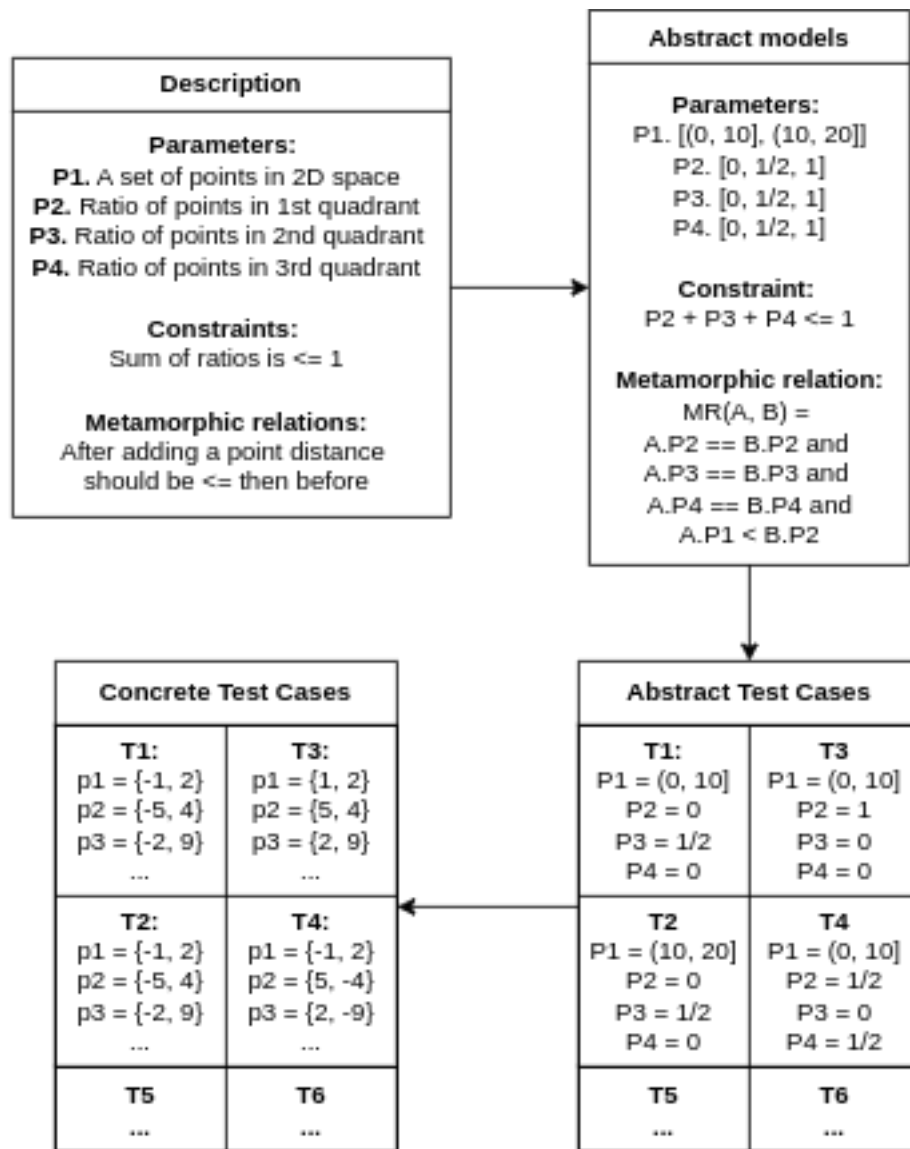 Description
Parameters:
P1. A set of points in 2D space
P2. Ratio of points in 1st quadrant
P3. Ratio of points in 2nd quadrant
P4. Ratio of points in 3rd quadrant
Constraints:
Sum of ratios is <= 1
Metamorphic relations:
After adding a point distance
should be <= then before
Abstract models
Parameters:
P1. [(0, 10], (10, 20]]
P2. [0, 1/2, 1]
P3. [0, 1/2, 1]
P4. [0, 1/2, 1]
Constraint:
P2 + P3 + P4 <= 1
Metamorphic relation:
MR(A, B) =
A.P2 == B.P2 and
A.P3 == B.P3 and
A.P4 == B.P4 and
A.P1 < B.P2
Concrete Test Cases
T1:
p1 = {-1, 2}
p2 = {-5, 4}
p3 = {-2, 9}
...
T3:
p1 = {1, 2}
p2 = {5, 4}
p3 = {2, 9}
...
T2:
p1 = {-1, 2}
p2 = {-5, 4}
p3 = {-2, 9}
...
T4:
p1 = {-1, 2}
p2 = {5, -4}
p3 = {2, -9}
...
T5
...
T6
...
Abstract Test Cases
T1:
P1 = (0, 10]
P2 = 0
P3 = 1/2
P4 = 0
T3
P1 = (0, 10]
P2 = 1
P3 = 0
P4 = 0
T2
P1 = (10, 20]
P2 = 0
P3 = 1/2
P4 = 0
T4
P1 = (0, 10]
P2 = 1/2
P3 = 0
P4 = 1/2
T5
...
T6
...